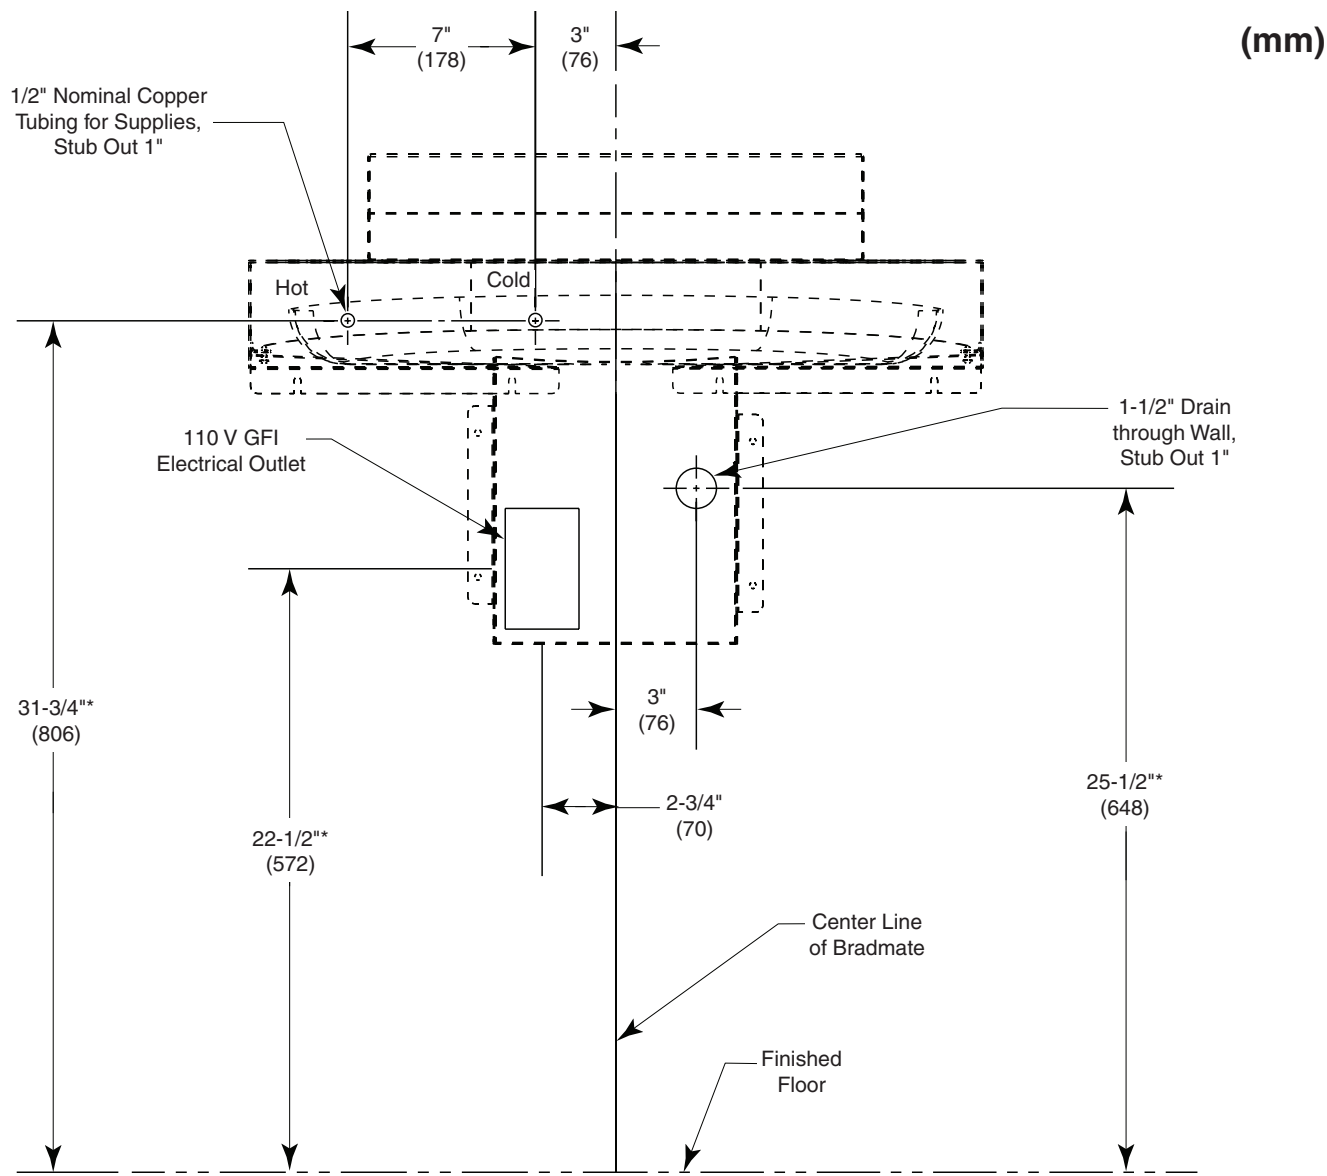 7"
(178)
3"
(76)
(mm)
1/2" Nominal Copper
Tubing for Supplies,
Stub Out 1"
Hot
Cold
110 V GFI
Electrical Outlet
1-1/2" Drain
through Wall,
Stub Out 1"
31-3/4"*
(806)
3"
(76)
25-1/2"*
(648)
2-3/4"
(70)
22-1/2"*
(572)
Center Line
of Bradmate
Finished
Floor